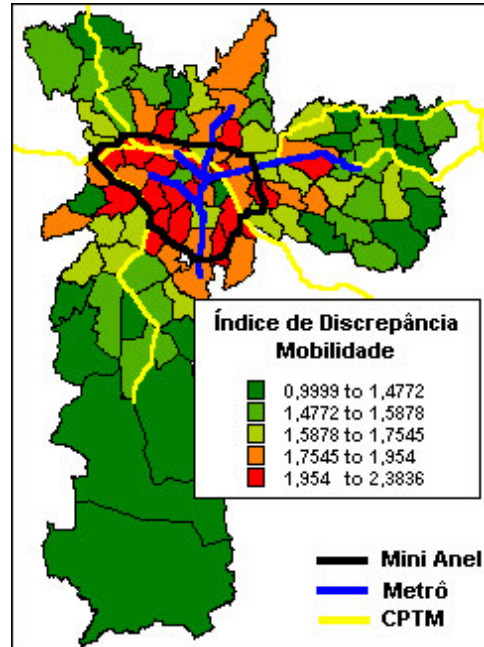 Índice de Discrepância
Mobilidade
0,9999 to 1,4772
1,4772 to 1,5878
1,5878 to 1,7545
1,7545 to 1,954
1,954 to 2,3836
Mini Anel
Metrô
CPTM